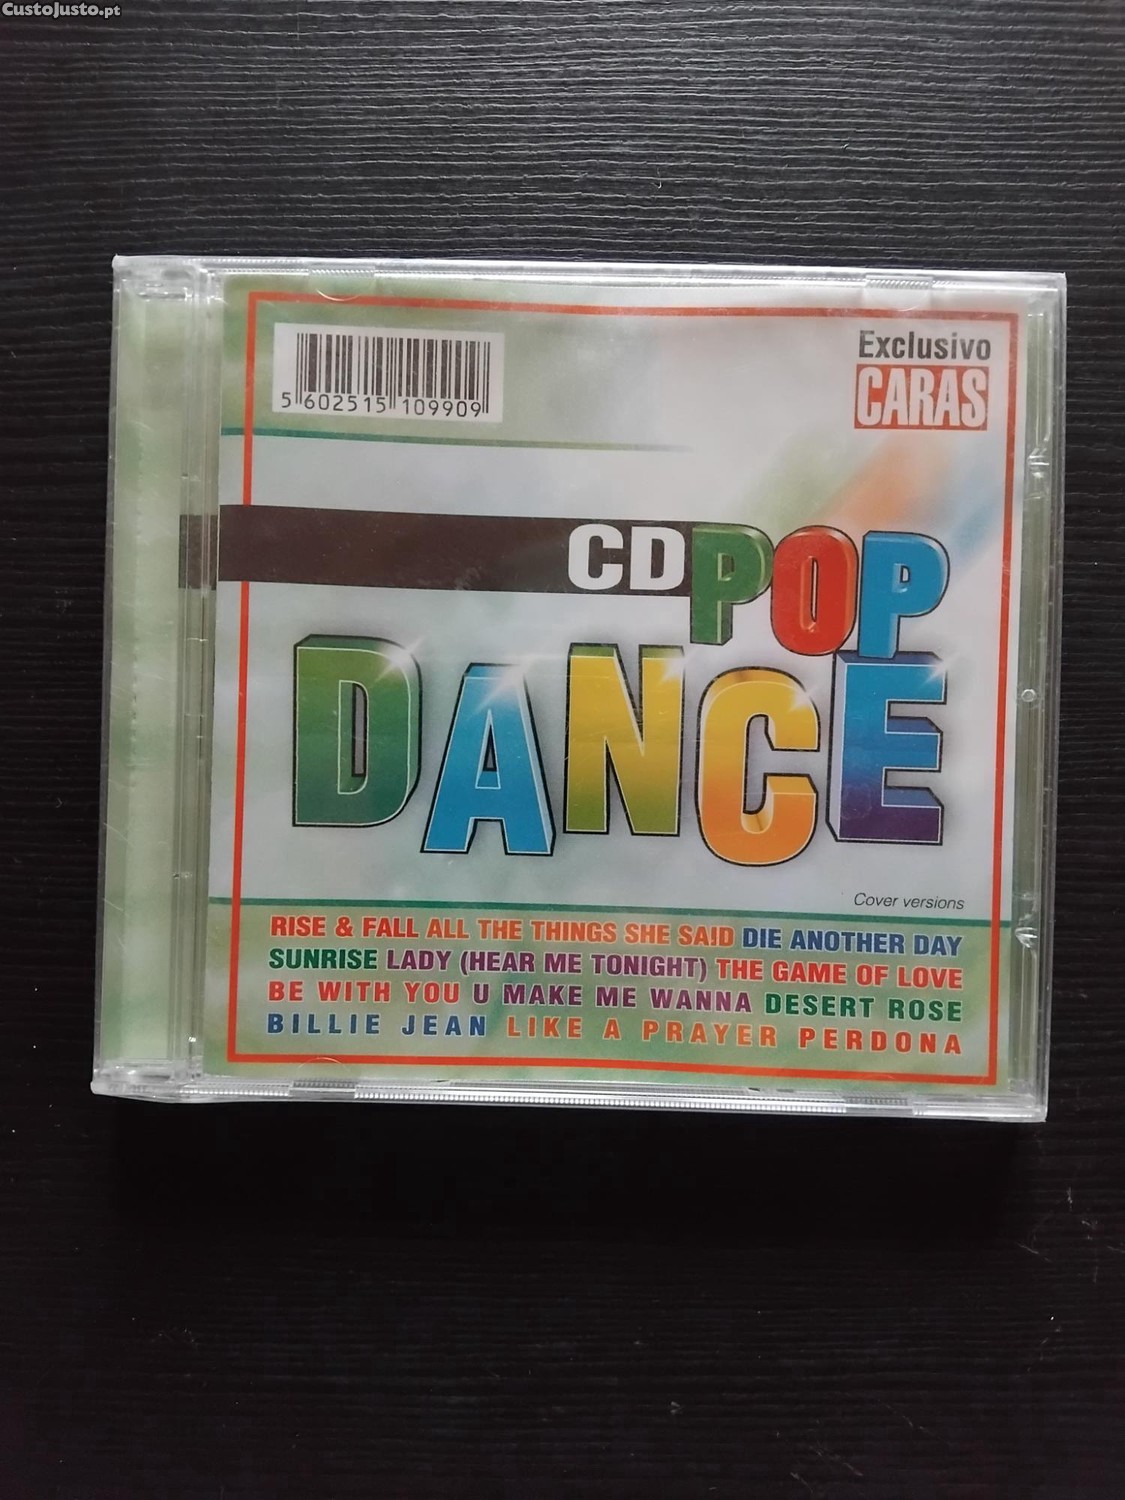 CustoJusto.pt
Exclusivo
CARAS
5 602515 109909
CD POP
DANCE
Cover versions
RISE & FALL ALL THE THINGS SHE SAID DIE ANOTHER DAY
SUNRISE LADY (HEAR ME TONIGHT) THE GAME OF LOVE
BE WITH YOU U MAKE ME WANNA DESERT ROSE
BILLIE JEAN LIKE A PRAYER PERDONA